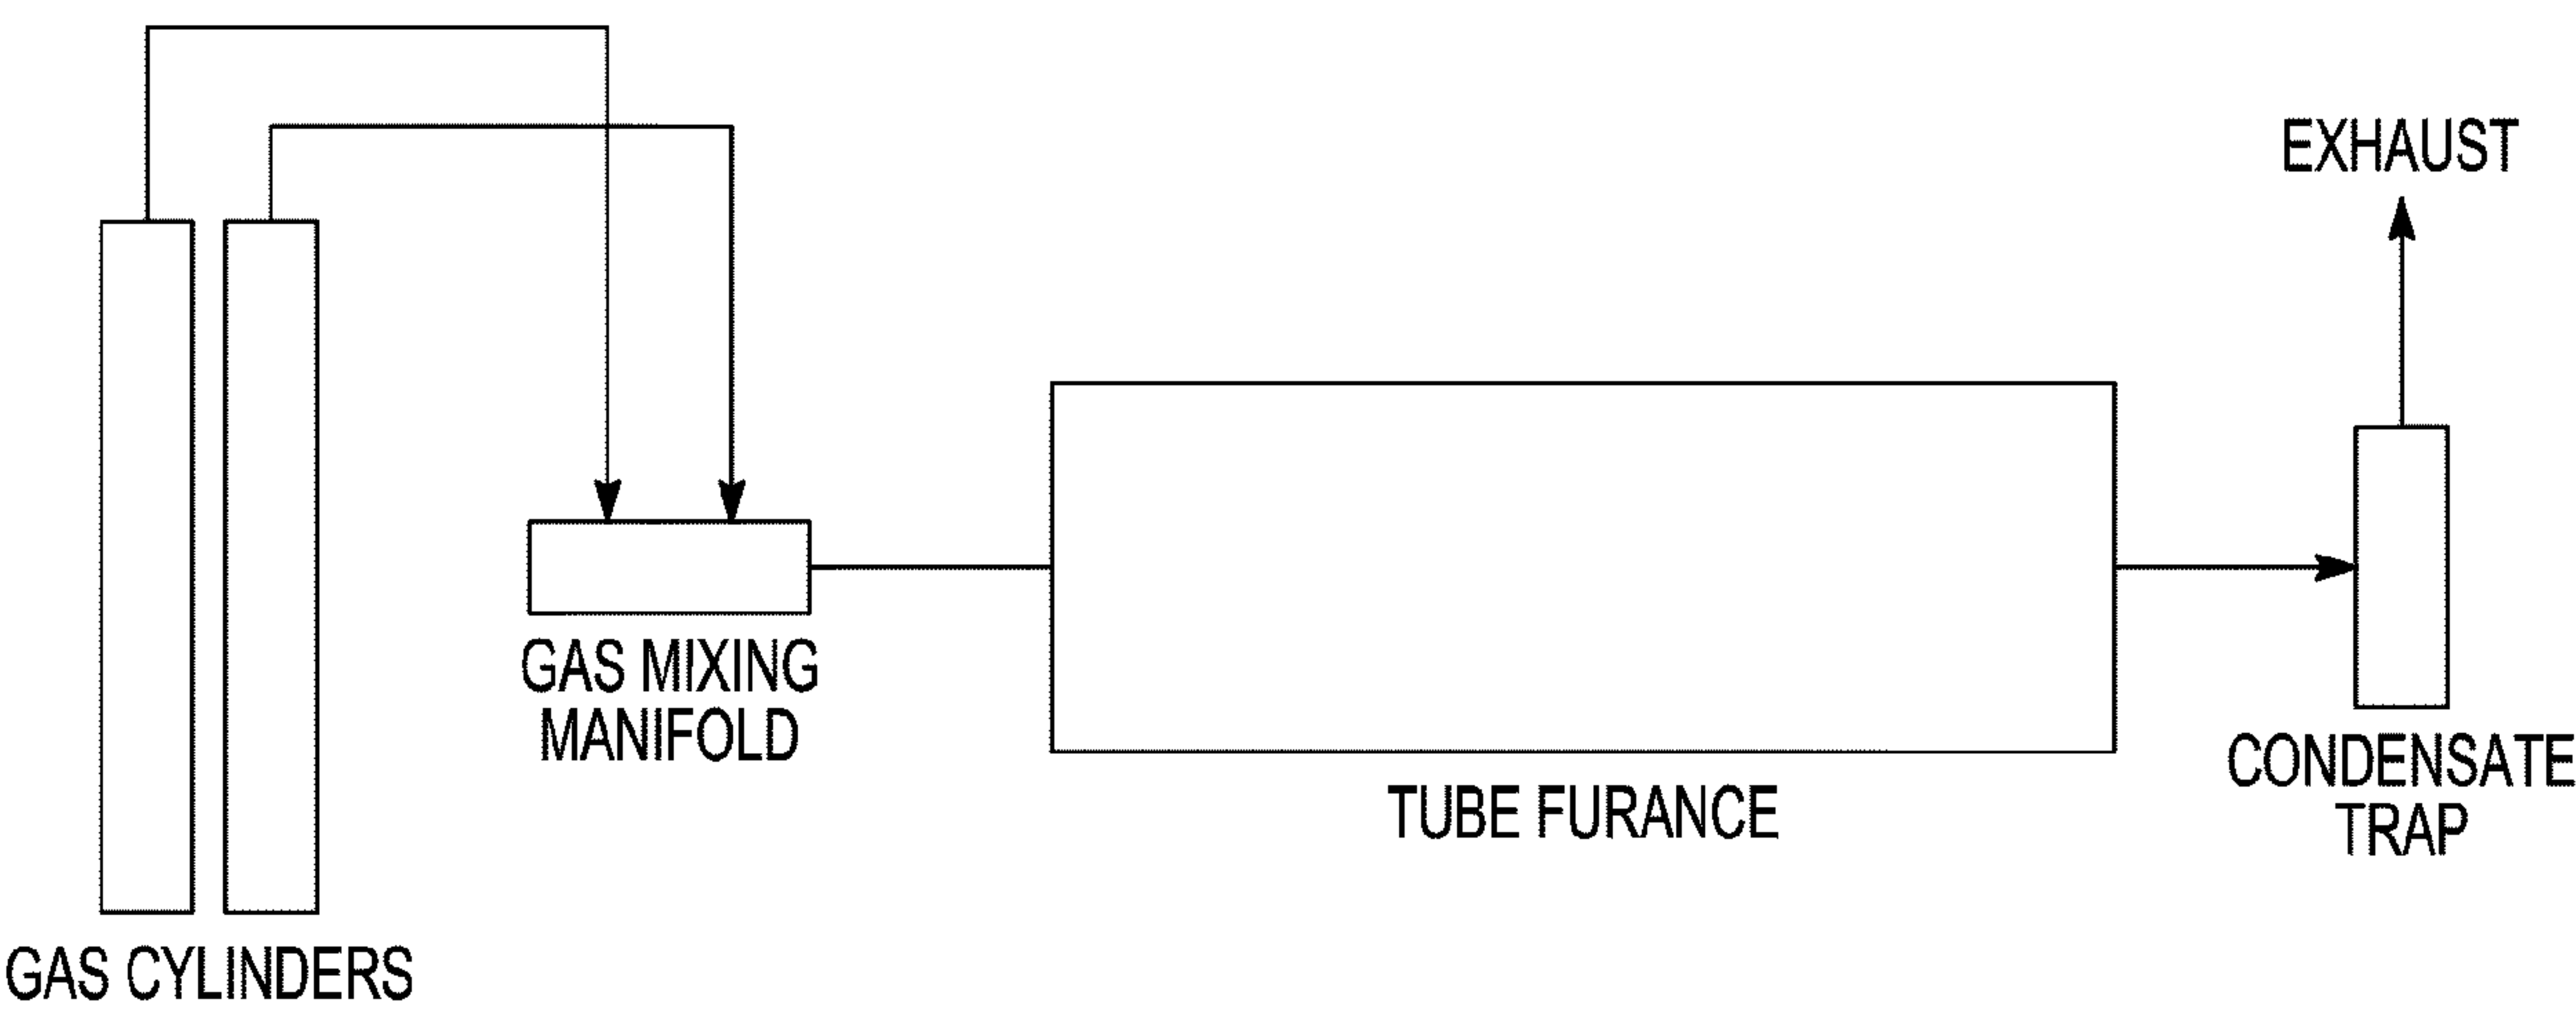 EXHAUST
GAS MIXING
MANIFOLD
TUBE FURANCE
CONDENSATE
TRAP
GAS CYLINDERS